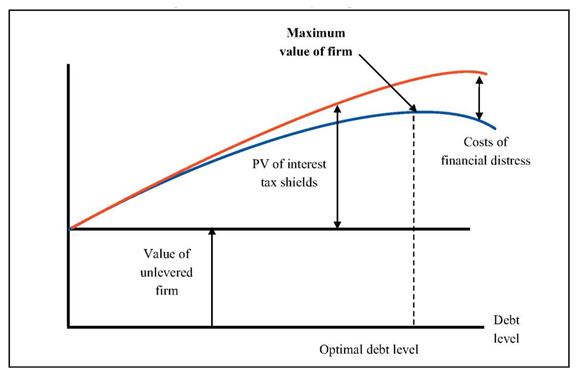 Maximum
value of firm
Costs of
financial distress
PV of interest
tax shields
Value of
unlevered
firm
Debt
level
Optimal debt level